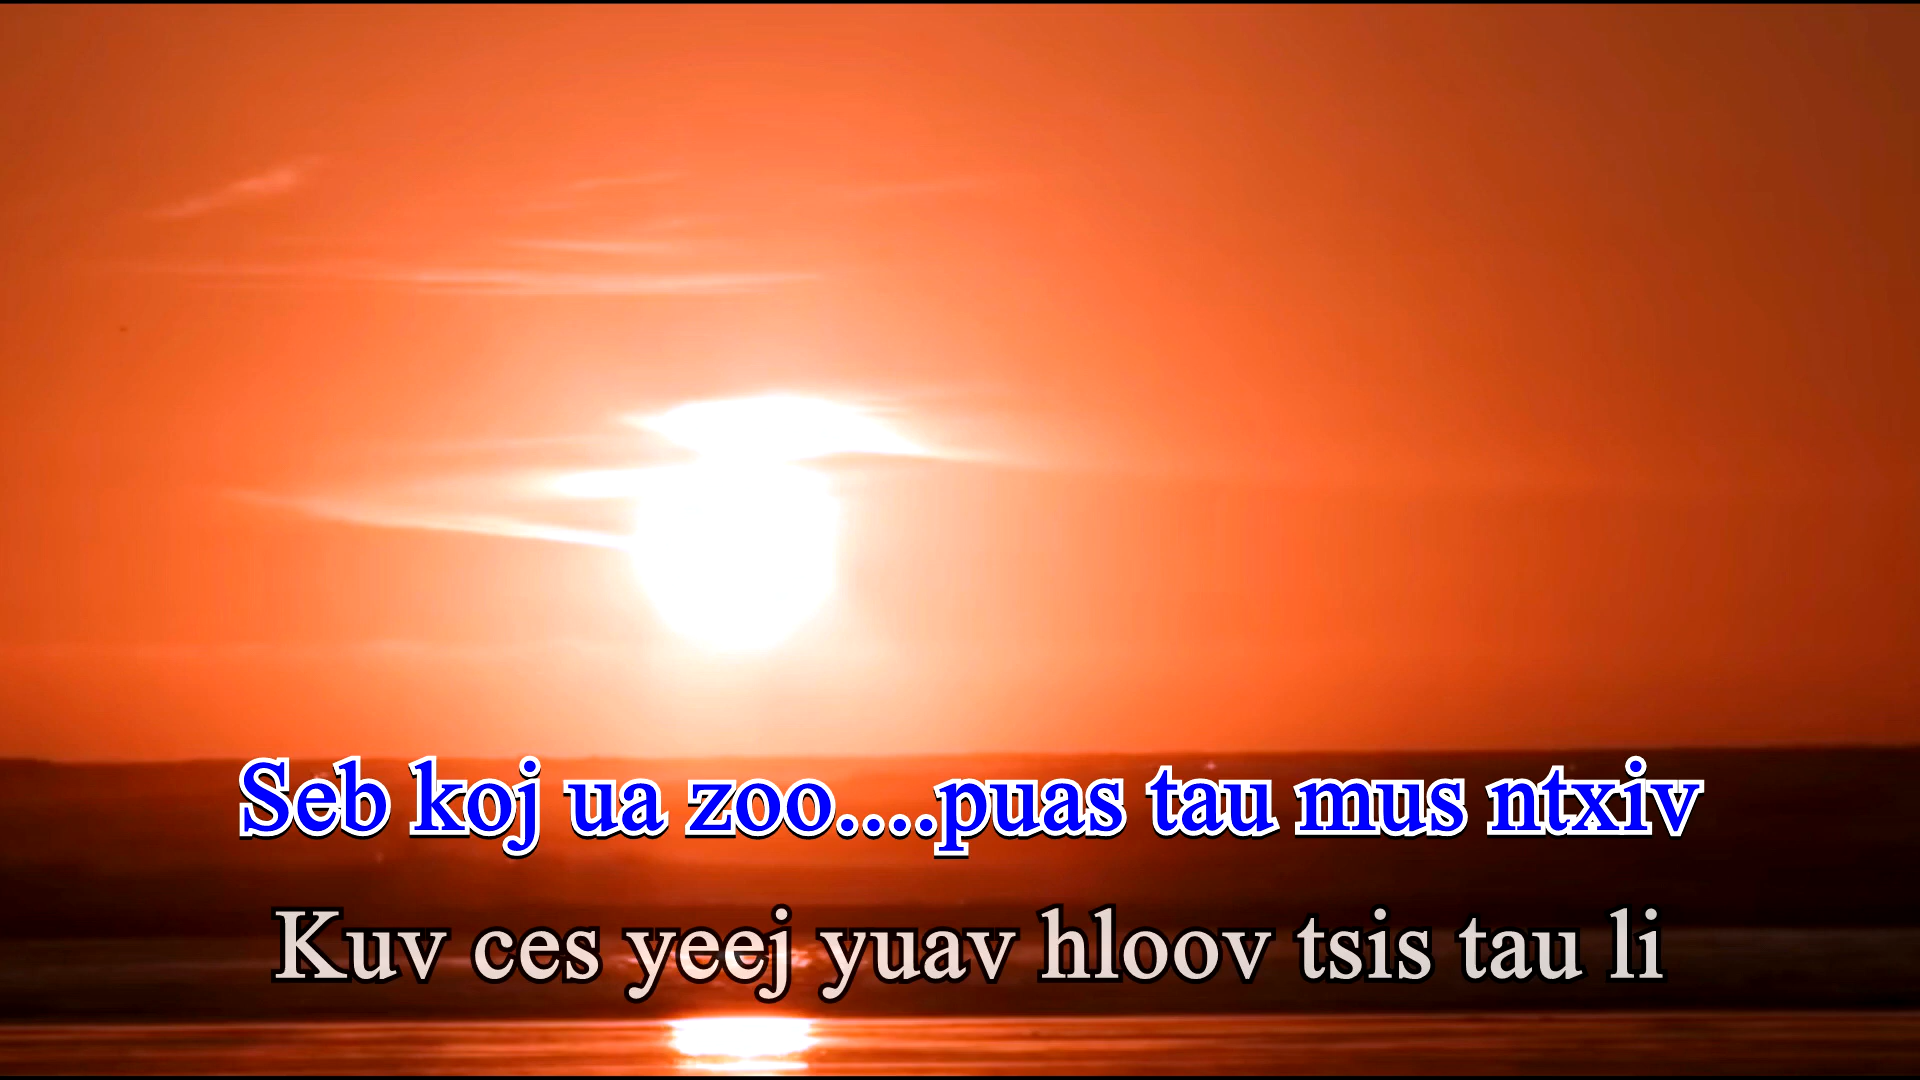 Seb koj ua zoo....puas tau mus ntxiv
Kuv ces yeej yuav hloov tsis tau li